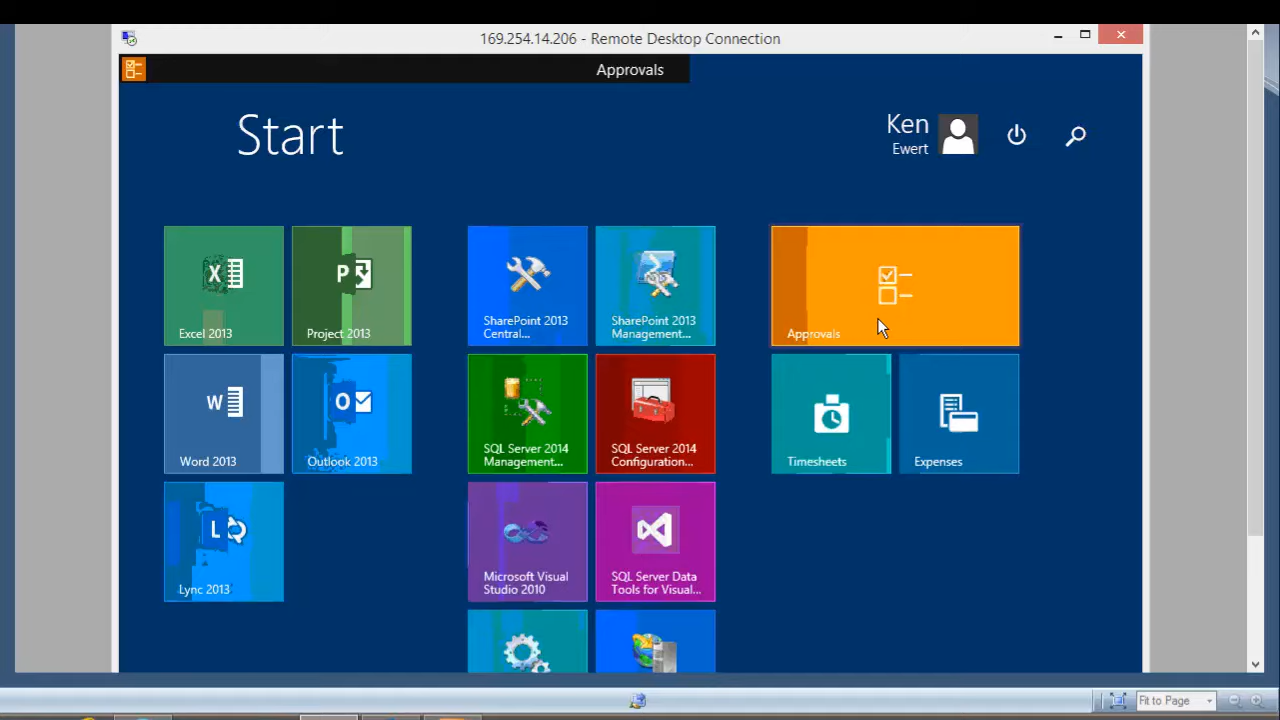 169.254.14.206 - Remote Desktop Connection
Approvals
Start
Ken
Ewert
Excel 2013
Project 2013
SharePoint 2013
Central...
SharePoint 2013
Management...
Approvals
Word 2013
Outlook 2013
SQL Server 2014
Management...
SQL Server 2014
Configuration...
Timesheets
Expenses
Lync 2013
Microsoft Visual
Studio 2010
SQL Server Data
Tools for Visual...
Fit to Page